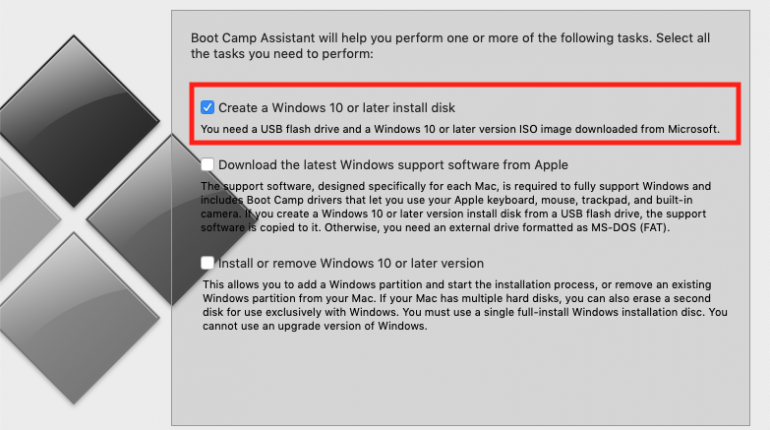 Boot Camp Assistant will help you perform one or more of the following tasks. Select all
the tasks you need to perform:
Create a Windows 10 or later install disk
You need a USB flash drive and a Windows 10 or later version ISO image downloaded from Microsoft.
Download the latest Windows support software from Apple
The support software, designed specifically for each Mac, is required to fully support Windows and
includes Boot Camp drivers that let you use your Apple keyboard, mouse, trackpad, and built-in
camera. If you create a Windows 10 or later version install disk from a USB flash drive, the support
software is copied to it. Otherwise, you need an external drive formatted as MS-DOS (FAT).
Install or remove Windows 10 or later version
This allows you to add a Windows partition and start the installation process, or remove an existing
Windows partition from your Mac. If your Mac has multiple hard disks, you can also erase a second
disk for use exclusively with Windows. You must use a single full-install Windows installation disc. You
cannot use an upgrade version of Windows.